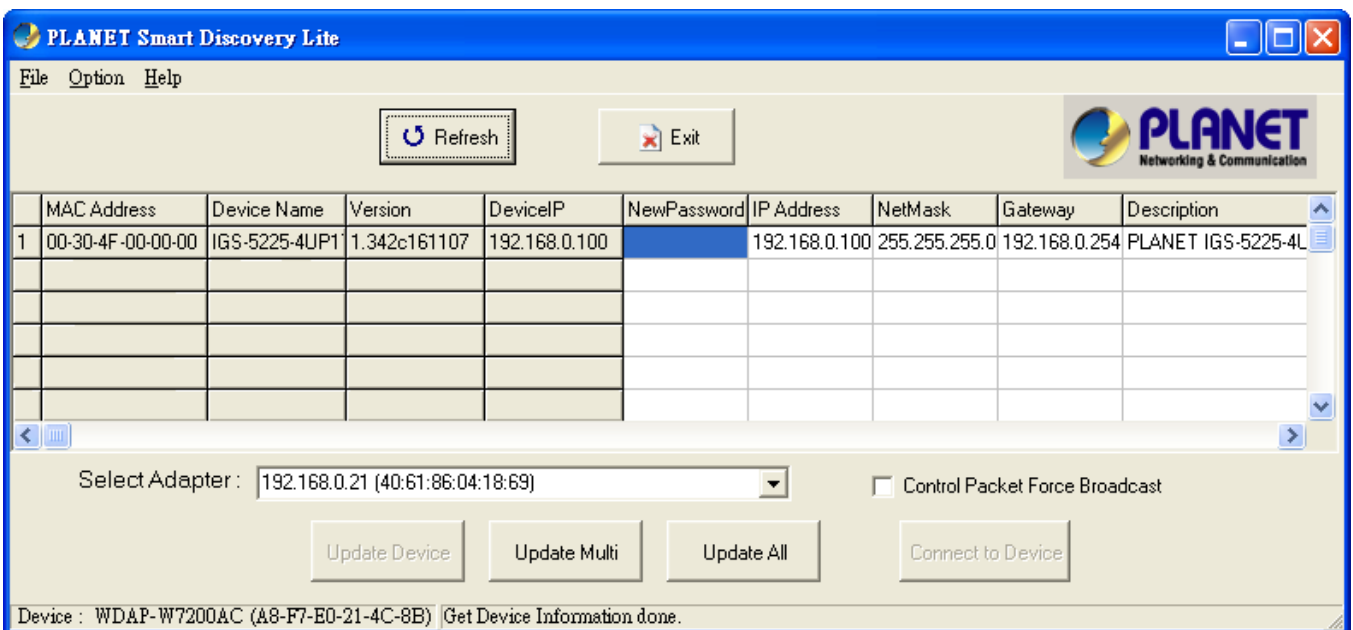 PLANET Smart Discovery Lite
File Option Help
Refresh Exit
PLANET
Networking & Communication
MAC Address Device Name Version DeviceIP NewPassword IP Address NetMask Gateway Description
1 00-30-4F-00-00-00 IGS-5225-4UP1 1.342c161107 192.168.0.100 192.168.0.100 255.255.255.0 192.168.0.254 PLANET IGS-5225-4U
Select Adapter : 192.168.0.21 (40:61:86:04:18:69) Control Packet Force Broadcast
Update Device Update Multi Update All Connect to Device
Device : WDAP-W7200AC (A8-F7-E0-21-4C-8B) Get Device Information done.